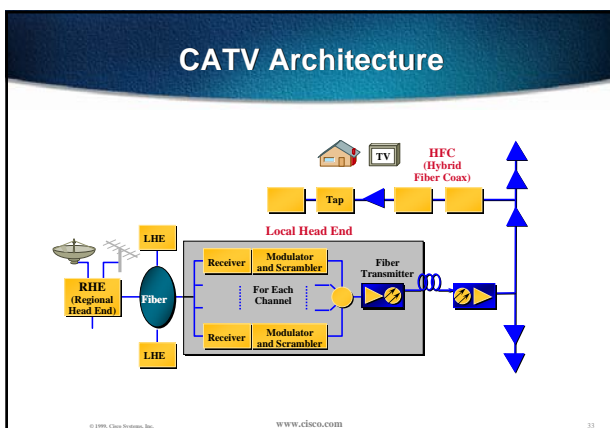 CATV Architecture
TV
HFC
(Hybrid
Fiber Coax)
Tap
Local Head End
LHE
Receiver
Modulator
and Scrambler
Fiber
Transmitter
RHE
(Regional
Head End)
Fiber
For Each
Channel
LHE
Receiver
Modulator
and Scrambler
© 1999, Cisco Systems, Inc.
www.cisco.com
33